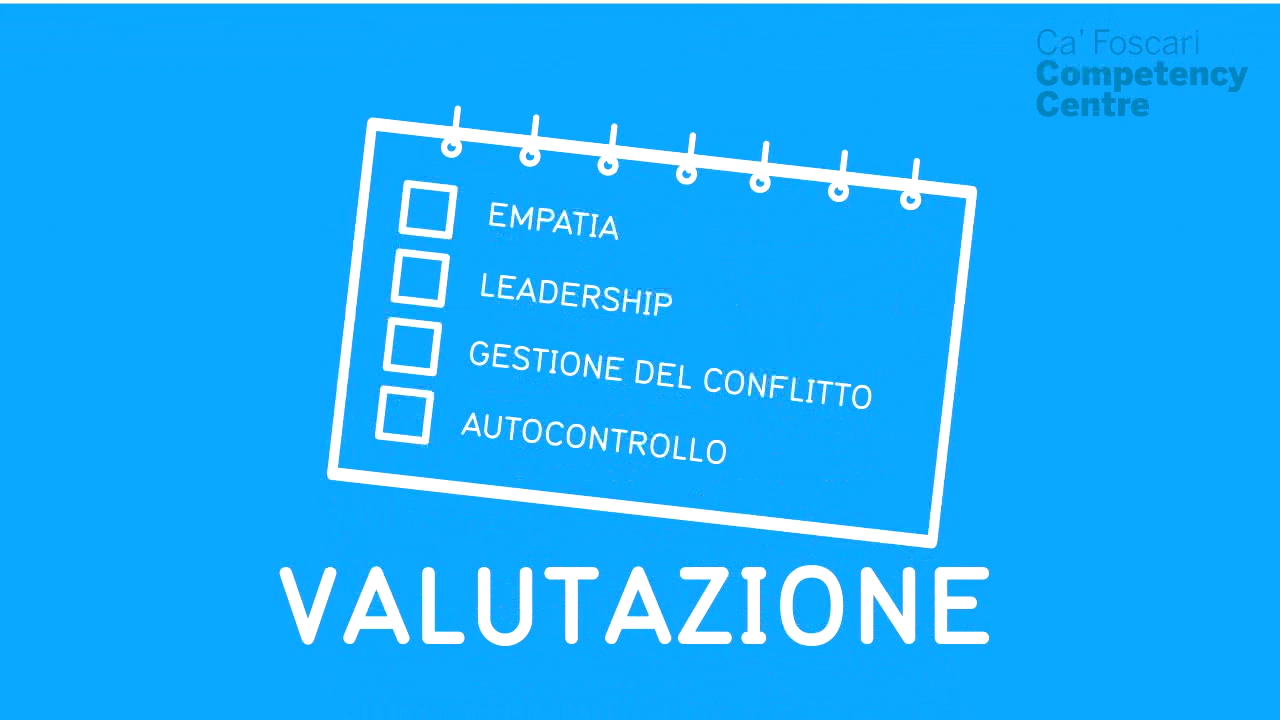 Ca' Foscari
Competency
Centre
EMPATIA
LEADERSHIP
GESTIONE DEL CONFLITTO
AUTOCONTROLLO
VALUTAZIONE